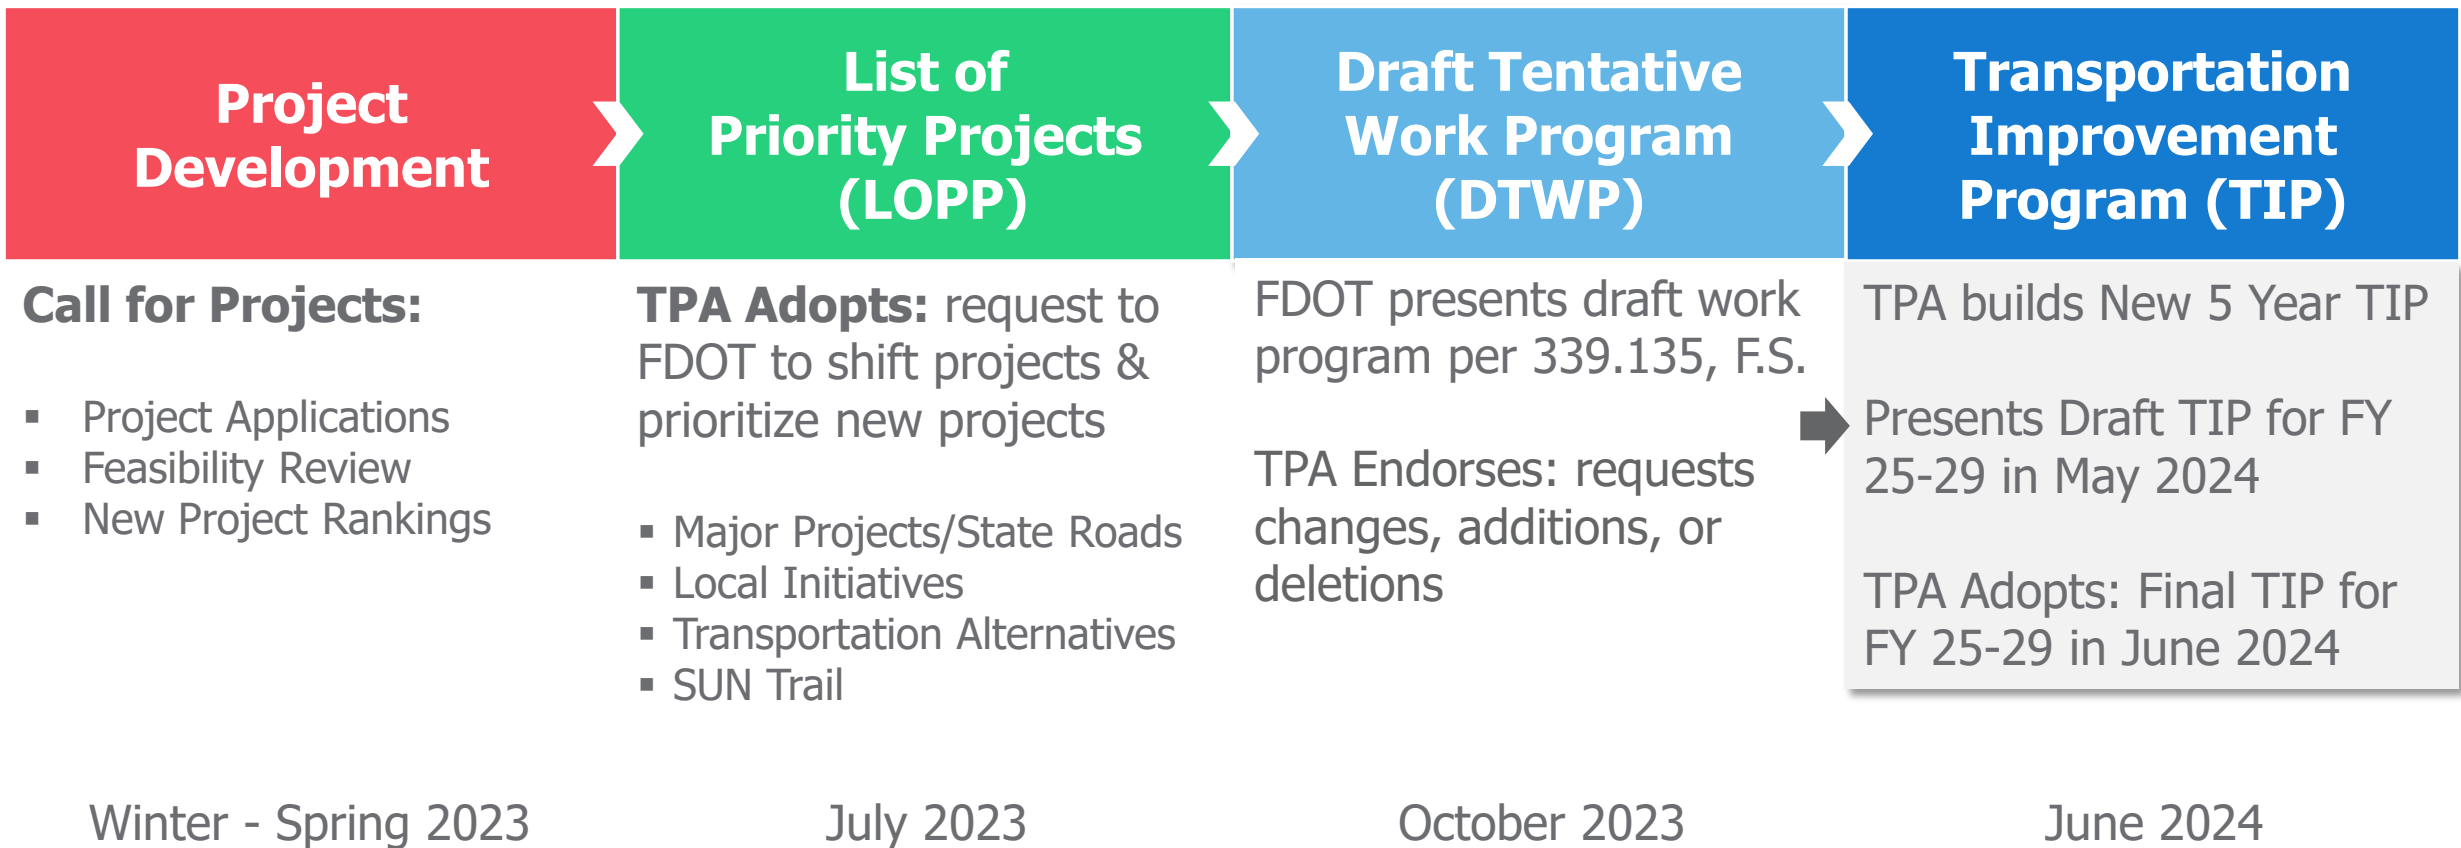 Project
Development
List of
Priority Projects
(LOPP)
Draft Tentative
Work Program
(DTWP)
Transportation
Improvement
Program (TIP)
Call for Projects:
▪ Project Applications
▪ Feasibility Review
▪ New Project Rankings
TPA Adopts: request to
FDOT to shift projects &
prioritize new projects
▪ Major Projects/State Roads
▪ Local Initiatives
▪ Transportation Alternatives
▪ SUN Trail
FDOT presents draft work
program per 339.135, F.S.
TPA Endorses: requests
changes, additions, or
deletions
TPA builds New 5 Year TIP
Presents Draft TIP for FY
25-29 in May 2024
TPA Adopts: Final TIP for
FY 25-29 in June 2024
Winter - Spring 2023
July 2023
October 2023
June 2024